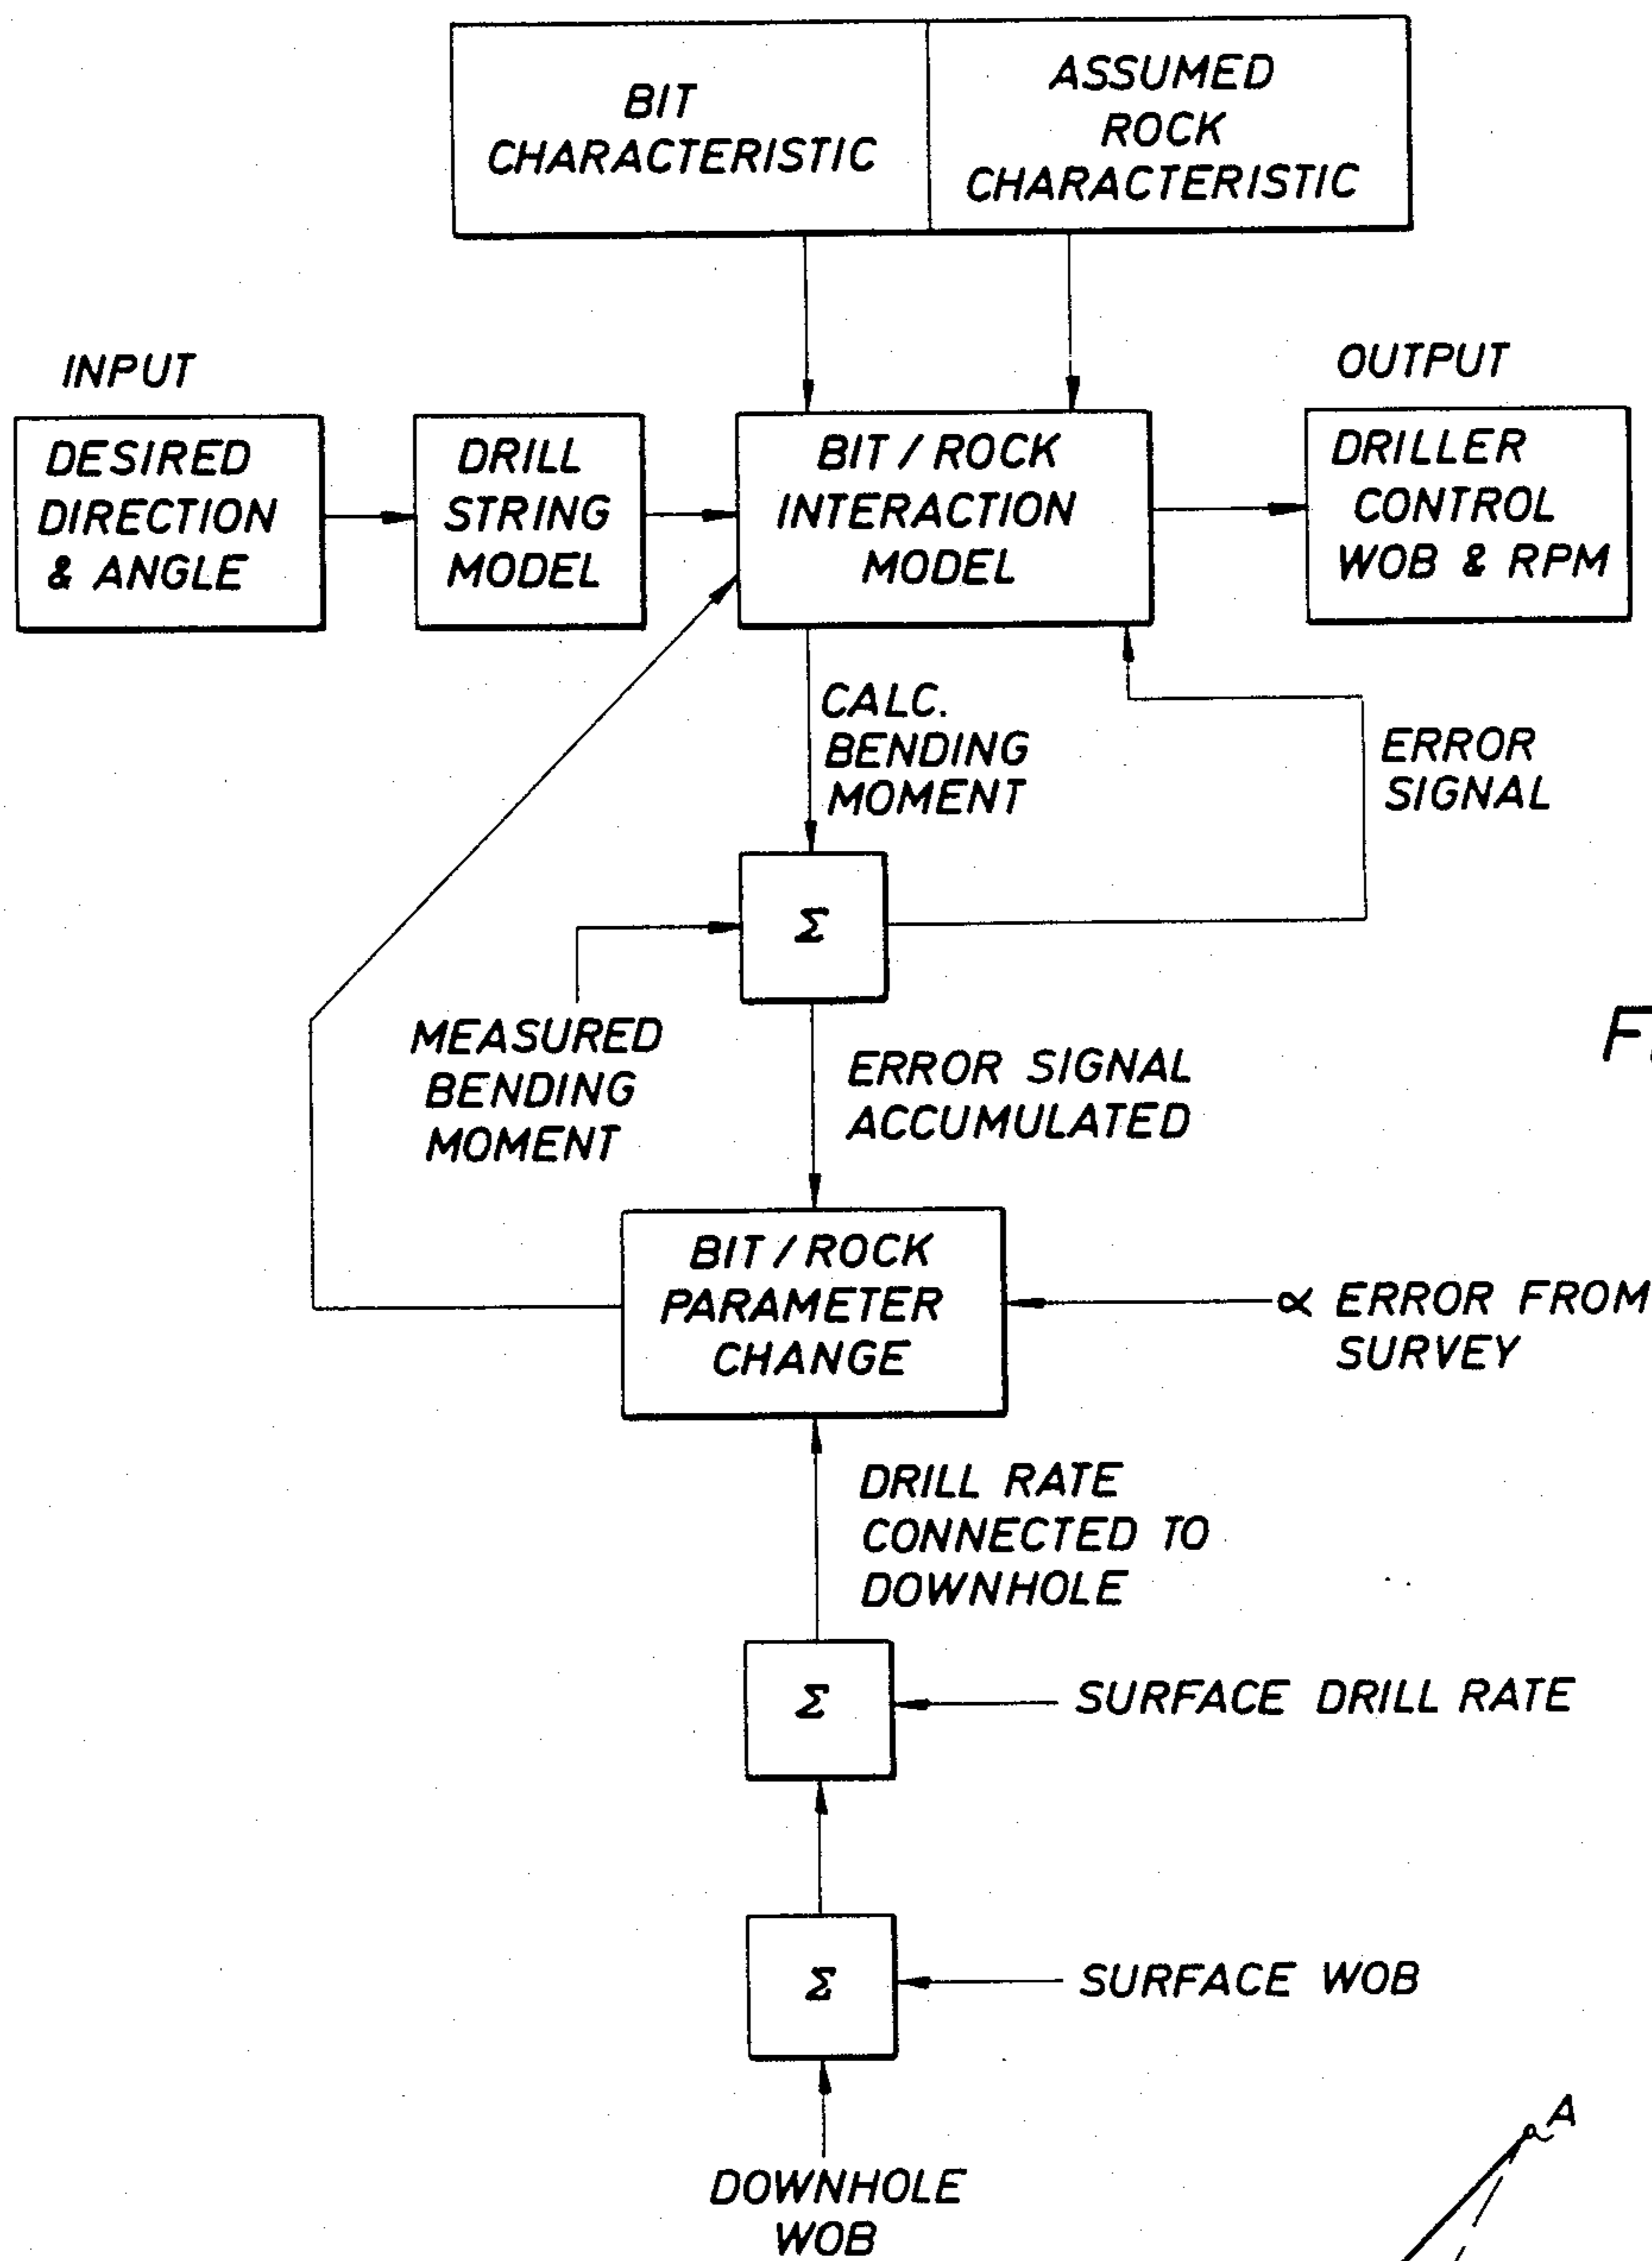 BIT
CHARACTERISTIC
ASSUMED
ROCK
CHARACTERISTIC
INPUT
OUTPUT
DESIRED
DIRECTION
& ANGLE
DRILL
STRING
MODEL
BIT / ROCK
INTERACTION
MODEL
DRILLER
CONTROL
WOB & RPM
CALC.
BENDING
MOMENT
ERROR
SIGNAL
Σ
MEASURED
BENDING
MOMENT
ERROR SIGNAL
ACCUMULATED
BIT / ROCK
PARAMETER
CHANGE
∝ ERROR FROM
SURVEY
DRILL RATE
CONNECTED TO
DOWNHOLE
Σ
SURFACE DRILL RATE
Σ
SURFACE WOB
DOWNHOLE
WOB
A